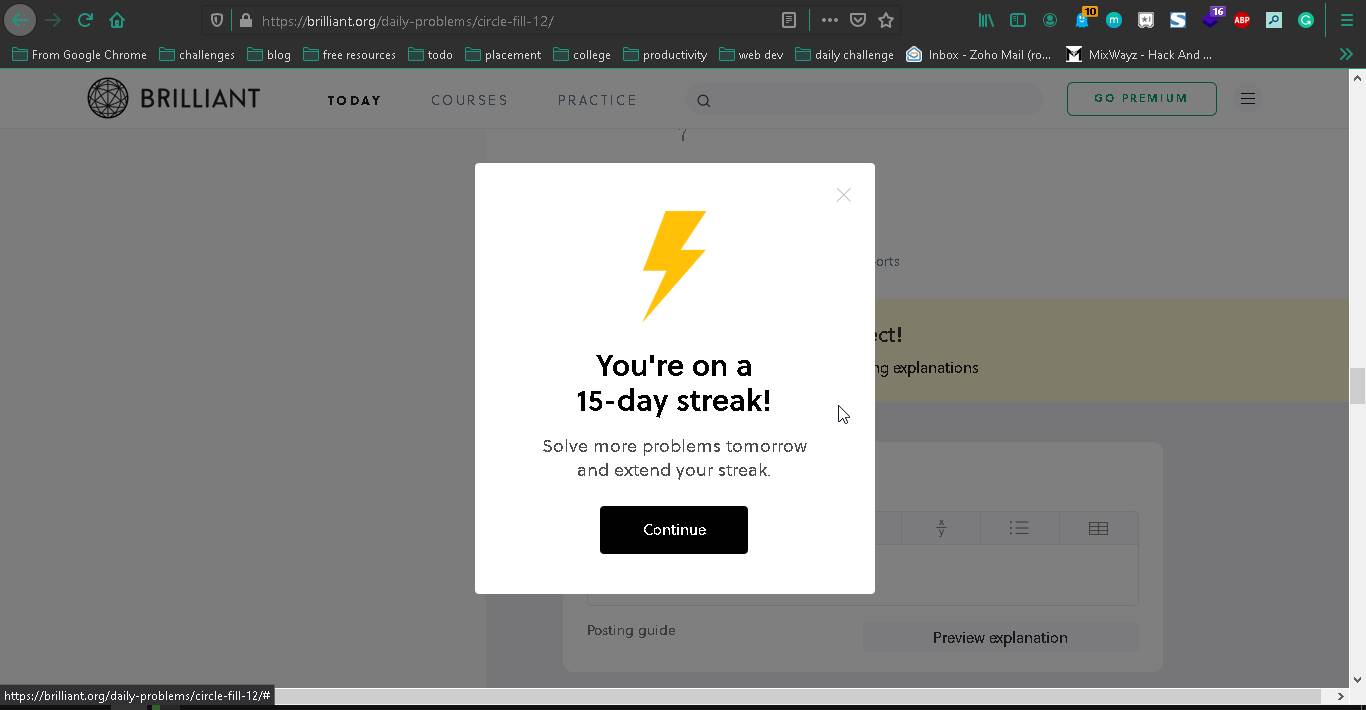 https://brilliant.org/daily-problems/circle-fill-12/
10
m
S
16
ABP
G
From Google Chrome challenges blog free resources todo placement college productivity web dev daily challenge Inbox - Zoho Mail (ro... MixWayz - Hack And ...
BRILLIANT TODAY COURSES PRACTICE GO PREMIUM
?
orts
You're on a
15-day streak!
Solve more problems tomorrow
and extend your streak.
Continue
ect!
ng explanations
x
y
Posting guide
Preview explanation
https://brilliant.org/daily-problems/circle-fill-12/#